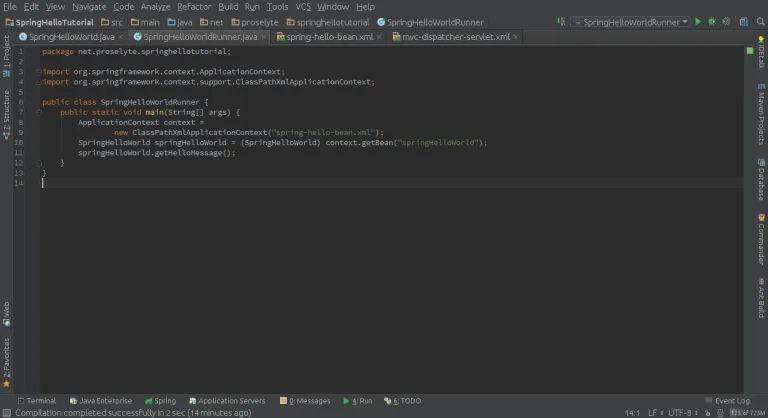 File Edit View Navigate Code Analyze Refactor Build Run Tools VCS Window Help
SpringHelloTutorial src main java net proselyte springhellotutorial SpringHelloWorldRunner SpringHelloWorldRunner
SpringHelloWorld.java SpringHelloWorldRunner.java spring-hello-bean.xml mvc-dispatcher-servlet.xml
1 package net.proselyte.springhellotutorial;
2
3 import org.springframework.context.ApplicationContext;
4 import org.springframework.context.support.ClassPathXmlApplicationContext;
5
6 public class SpringHelloWorldRunner {
7 public static void main(String[] args) {
8 ApplicationContext context =
9 new ClassPathXmlApplicationContext("spring-hello-bean.xml");
10 SpringHelloWorld springHelloWorld = (SpringHelloWorld) context.getBean("springHelloWorld");
11 springHelloWorld.getHelloMessage();
12 }
13 }
14
1: Project
2: Structure
Web
2: Favorites
IDEtalk
Maven Projects
Database
Commander
Ant Build
Terminal Java Enterprise Spring Application Servers 0: Messages 4: Run 6: TODO Event Log
Compilation completed successfully in 2 sec (14 minutes ago) 14:1 LF UTF-8 of 723M